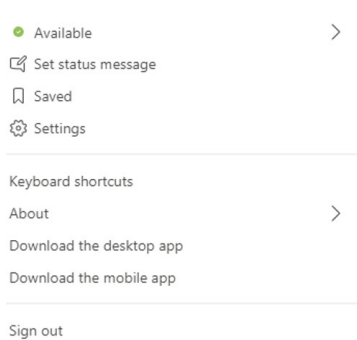 Available
Set status message
Saved
Settings
Keyboard shortcuts
About
Download the desktop app
Download the mobile app
Sign out